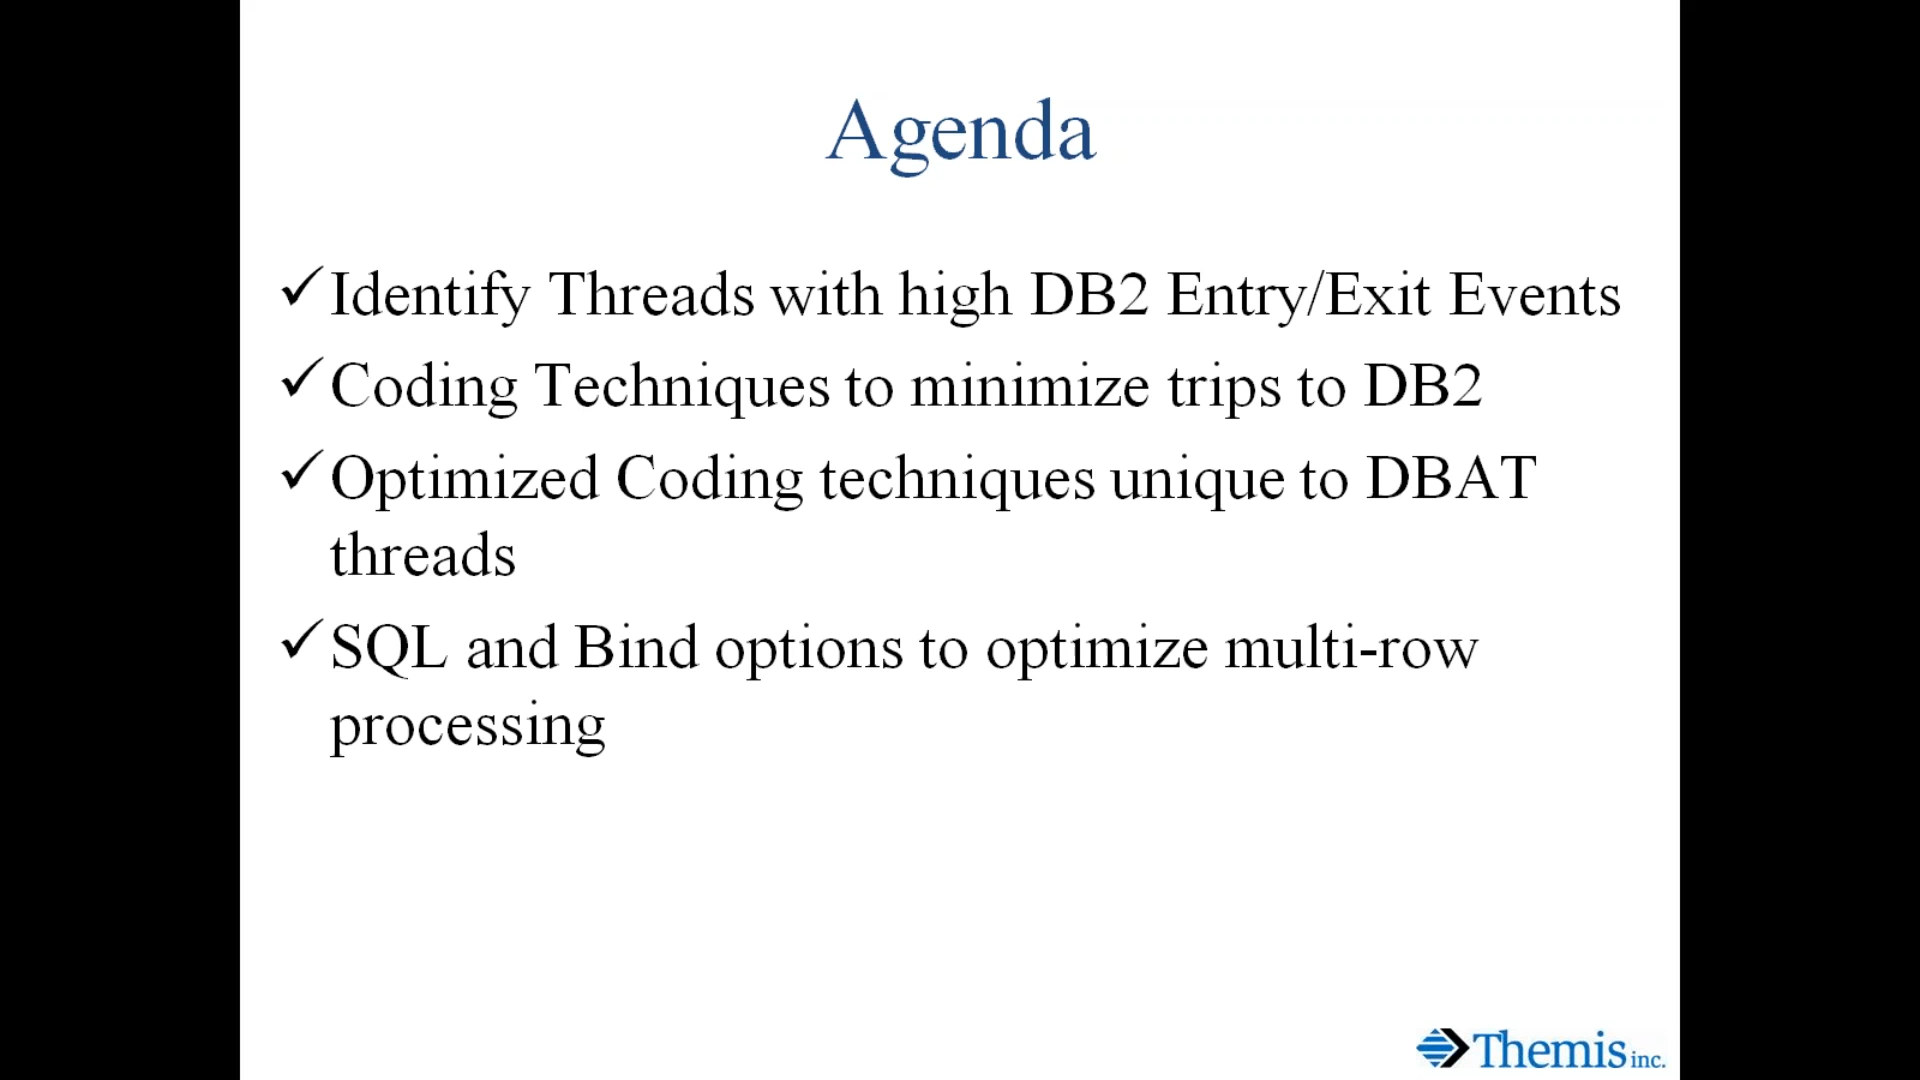 Agenda
✓Identify Threads with high DB2 Entry/Exit Events
✓Coding Techniques to minimize trips to DB2
✓Optimized Coding techniques unique to DBAT
threads
✓SQL and Bind options to optimize multi-row
processing
Themis inc.